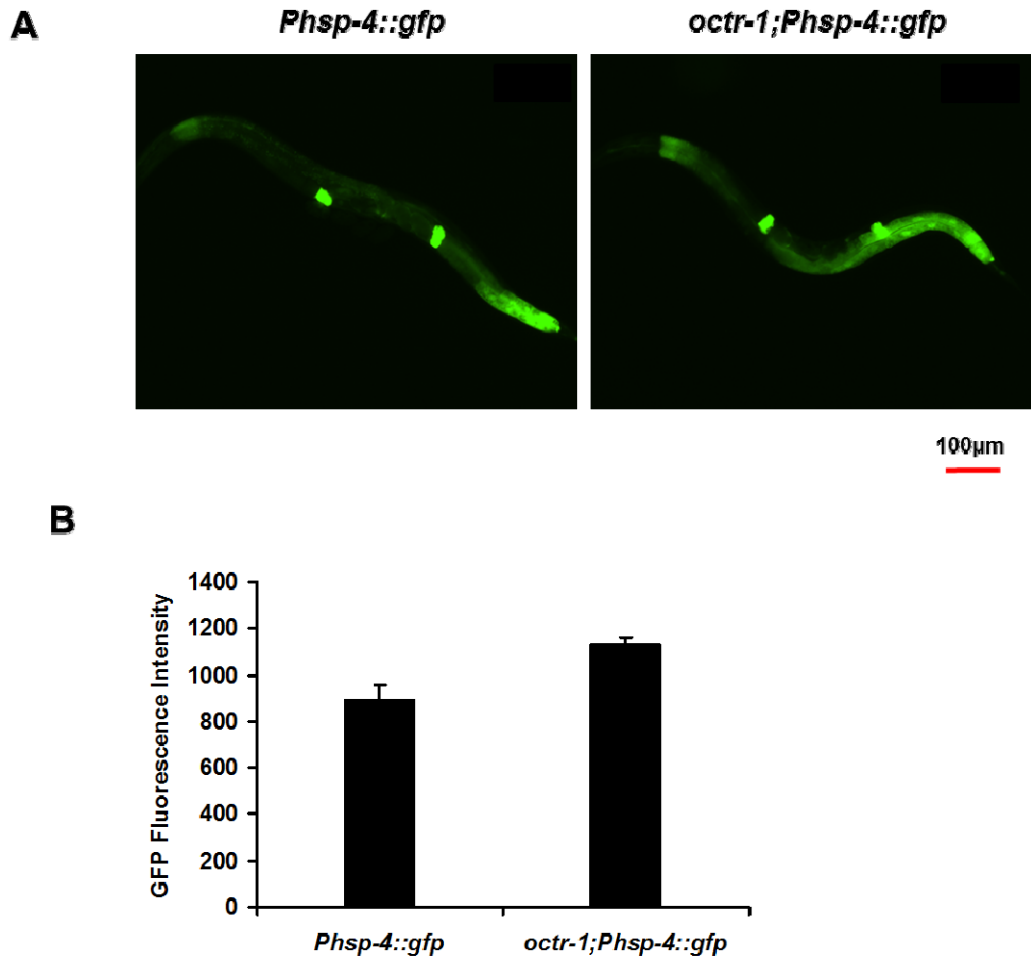 A
Phsp-4::gfp
octr-1;Phsp-4::gfp
100µm
B
GFP Fluorescence Intensity
1400
1200
1000
800
600
400
200
0
Phsp-4::gfp
octr-1;Phsp-4::gfp